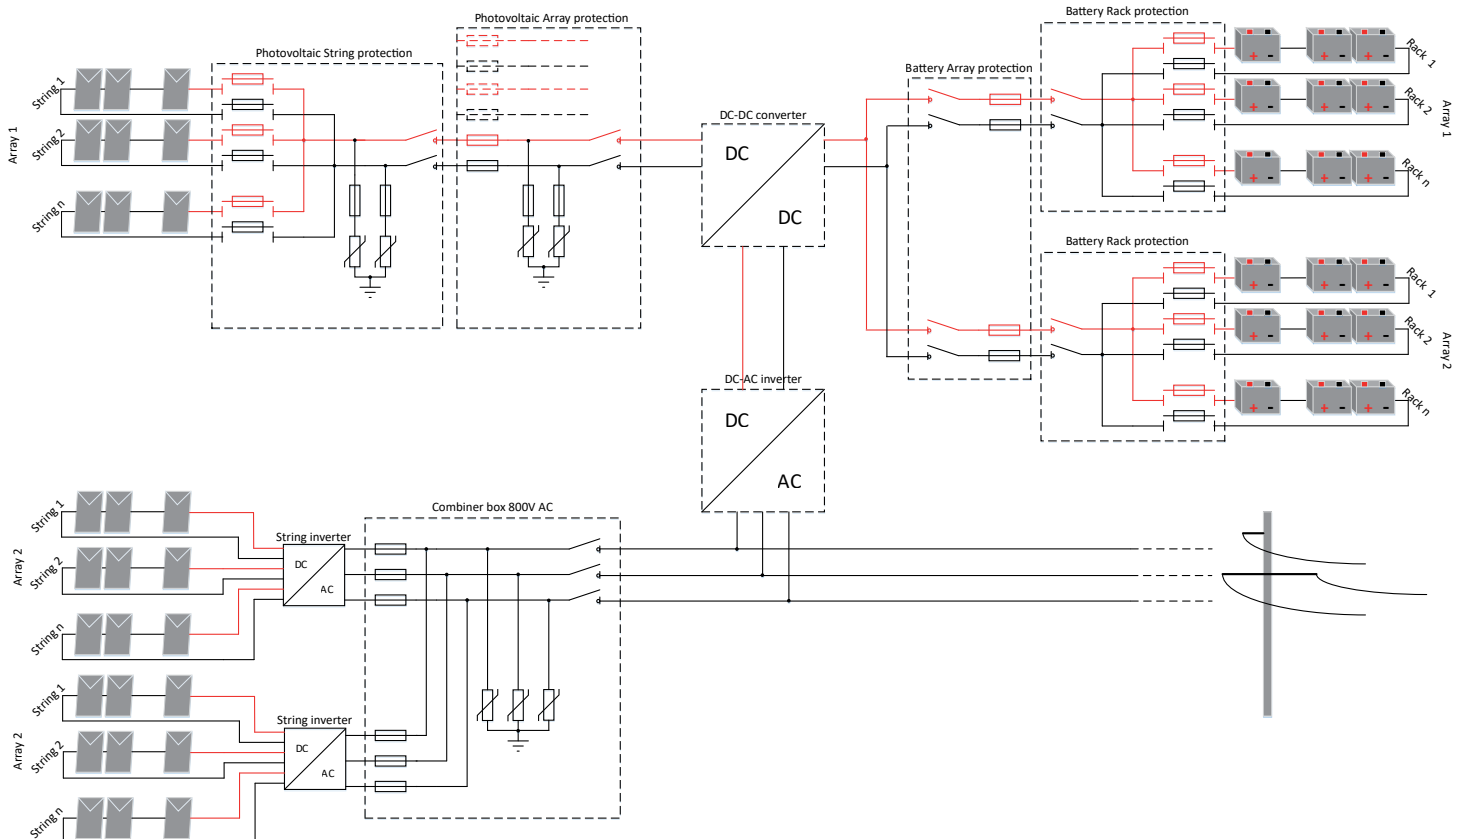 Photovoltaic Array protection
Battery Rack protection
Photovoltaic String protection
Battery Array protection
String 1
String2
String n
Array 1
DC-DC converter
DC
DC
Rack 1
Rack 2
Rack n
Array 1
Battery Rack protection
Rack 1
Rack 2
Rack n
Array 2
DC-AC inverter
DC
AC
Combiner box 800V AC
String 1
String 2
String n
Array 2
String inverter
DC
AC
String 1
String 2
String n
Array 2
String inverter
DC
AC